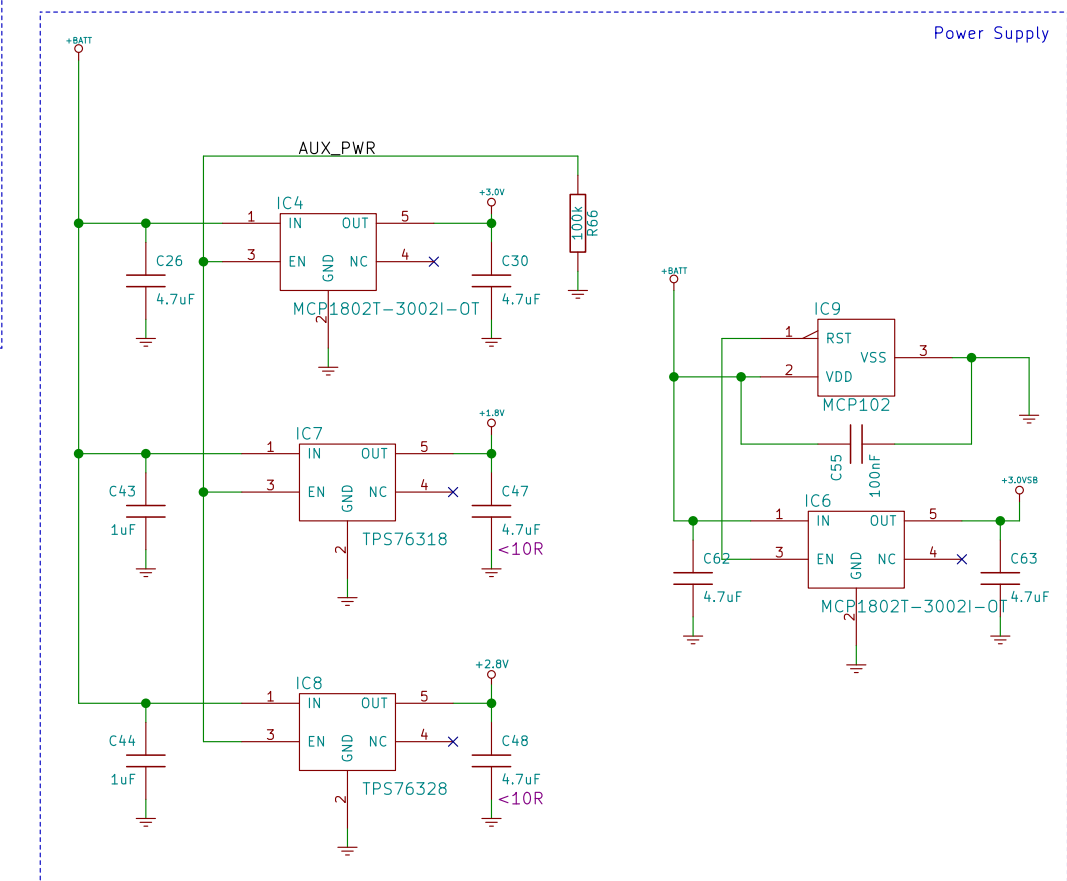 Power Supply
+BATT
AUX_PWR
IC4
1 IN OUT 5
3 EN GND NC 4
2
MCP1802T-3002I-OT
C26
4.7uF
+3.0V
C30
4.7uF
100k
R66
IC7
1 IN OUT 5
3 EN GND NC 4
2
TPS76318
C43
1uF
+1.8V
C47
4.7uF
<10R
IC8
1 IN OUT 5
3 EN GND NC 4
2
TPS76328
C44
1uF
+2.8V
C48
4.7uF
<10R
+BATT
IC9
1 RST
VSS 3
2 VDD
MCP102
C55
100nF
IC6
1 IN OUT 5
3 EN GND NC 4
2
MCP1802T-3002I-OT
C62
4.7uF
+3.0VSB
C63
4.7uF